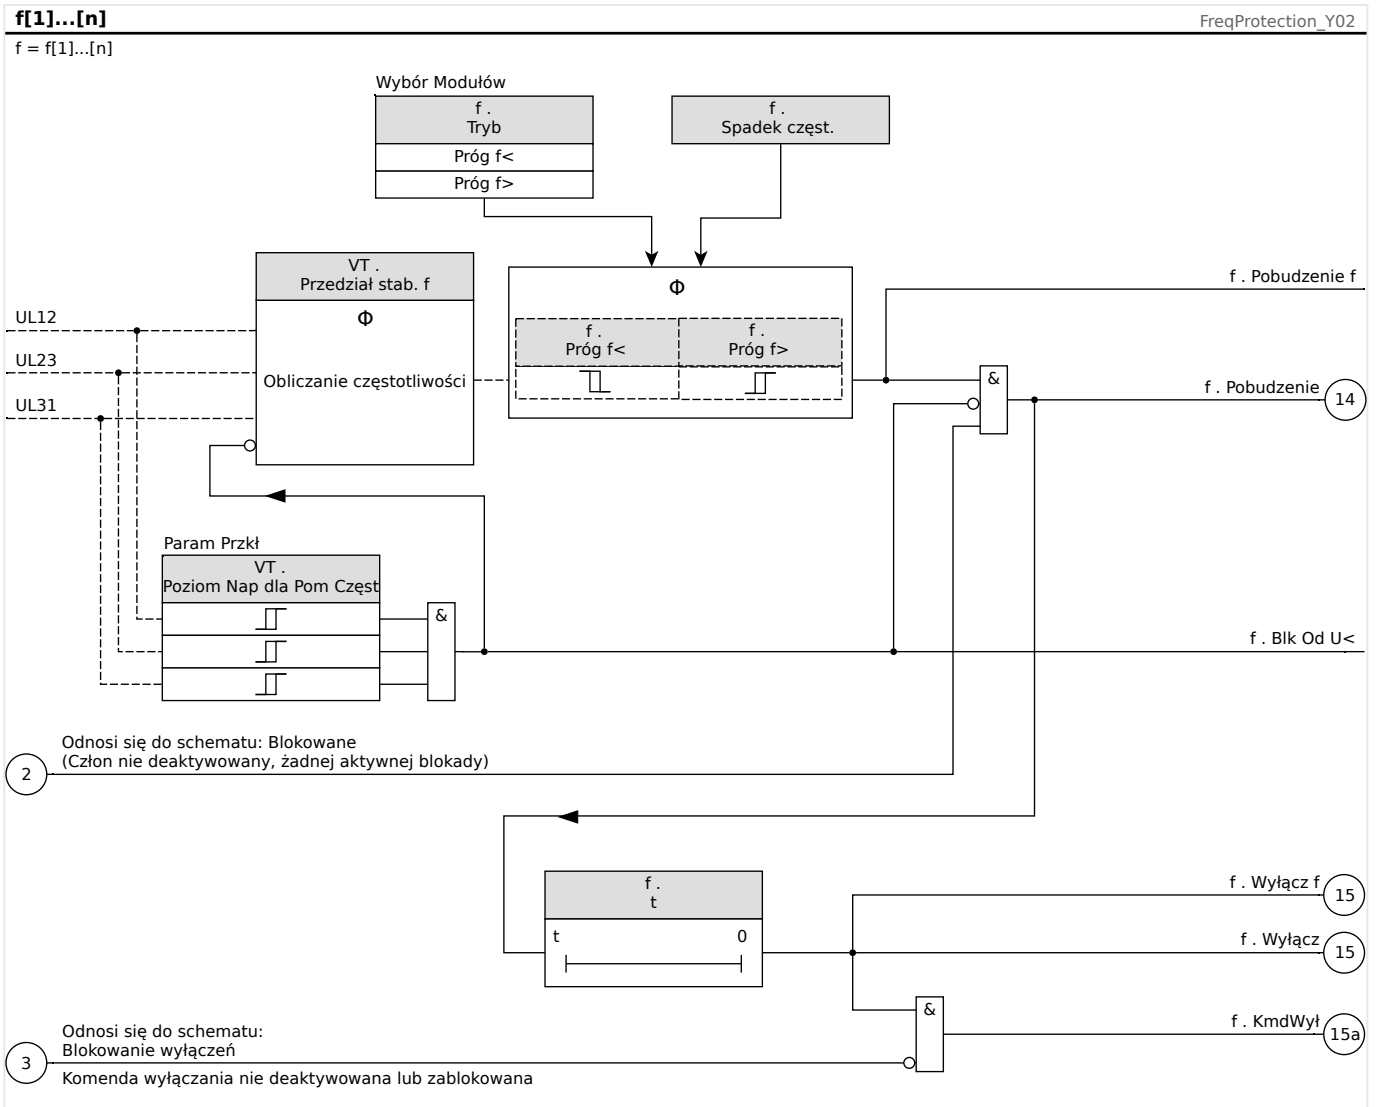 f[1]...[n]
FreqProtection_Y02
f = f[1]...[n]
Wybór Modułów
f .
Tryb
Próg f<
Próg f>
f .
Spadek częst.
VT .
Przedział stab. f
Φ
Obliczanie częstotliwości
UL12
UL23
UL31
Φ
f .
Próg f<
f .
Próg f>
f . Pobudzenie f
&
f . Pobudzenie
14
Param Przkł
VT .
Poziom Nap dla Pom Częst
&
f . Blk Od U<
Odnosi się do schematu: Blokowane
(Człon nie deaktywowany, żadnej aktywnej blokady)
2
f .
t
t
0
f . Wyłącz f
15
f . Wyłącz
15
&
f . KmdWył
15a
Odnosi się do schematu:
Blokowanie wyłączeń
3
Komenda wyłączania nie deaktywowana lub zablokowana